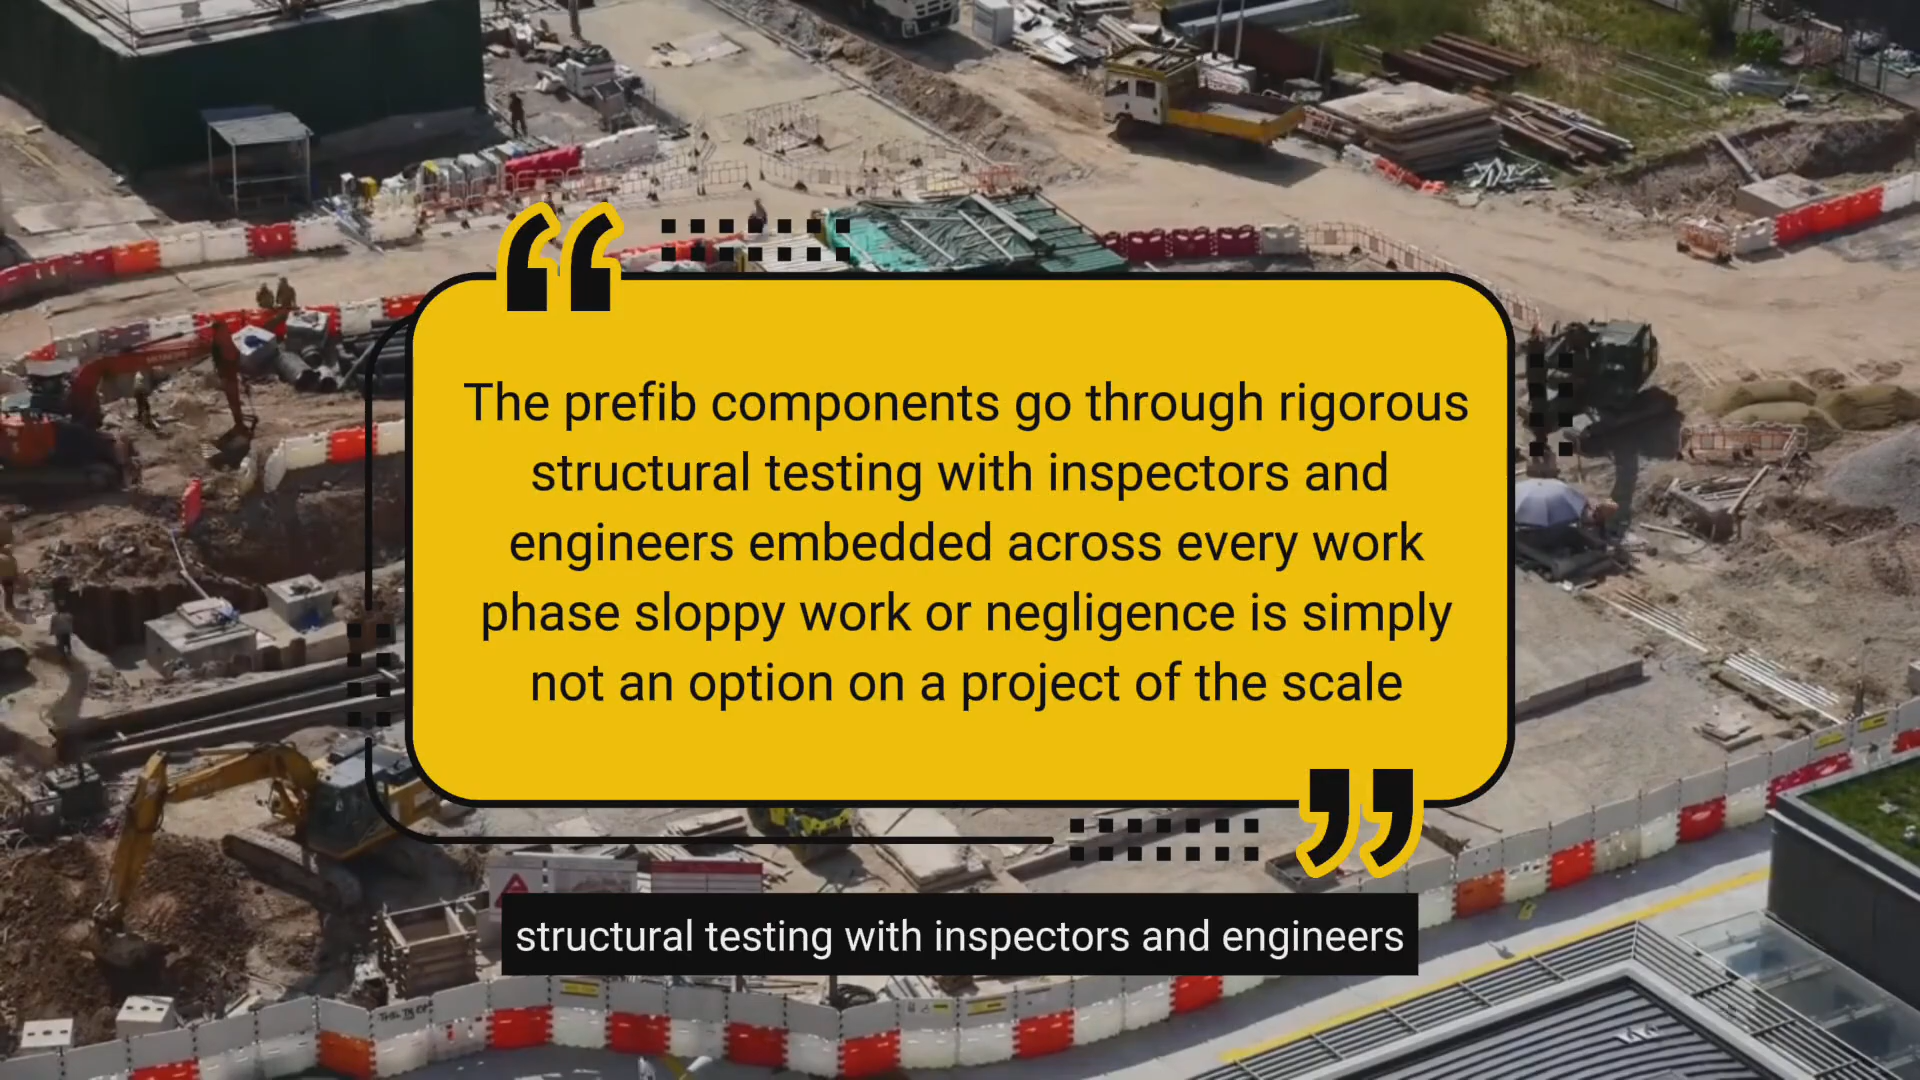 “
The prefib components go through rigorous
structural testing with inspectors and
engineers embedded across every work
phase sloppy work or negligence is simply
not an option on a project of the scale
”
structural testing with inspectors and engineers